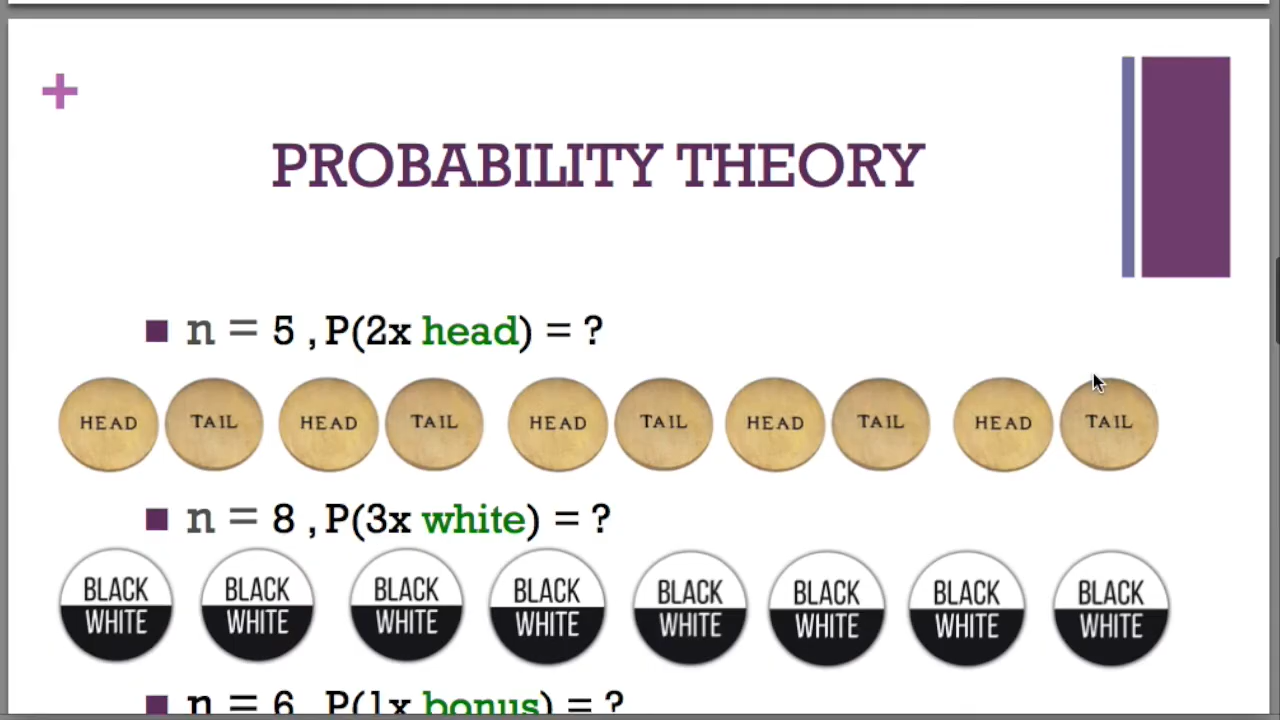 +
PROBABILITY THEORY
n = 5 , P(2x head) = ?
HEAD TAIL HEAD TAIL HEAD TAIL HEAD TAIL HEAD TAIL
n = 8 , P(3x white) = ?
BLACK BLACK BLACK BLACK BLACK BLACK BLACK BLACK
WHITE WHITE WHITE WHITE WHITE WHITE WHITE WHITE
n = 6 P(1x bonus) = ?